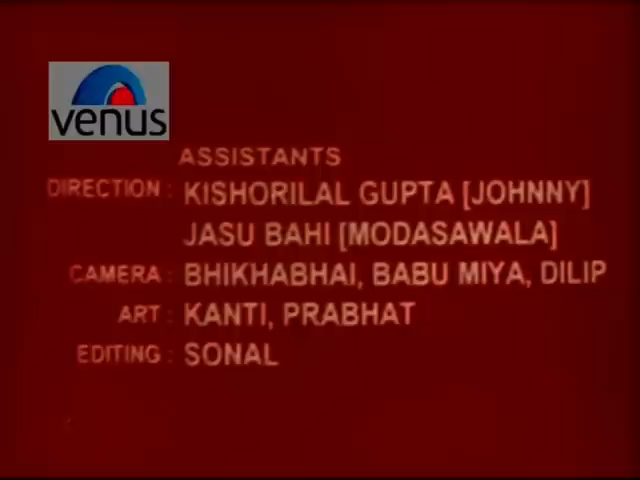 venus
ASSISTANTS
DIRECTION : KISHORILAL GUPTA [JOHNNY]
JASU BAHI [MODASAWALA]
CAMERA : BHIKHABHAI, BABU MIYA, DILIP
ART : KANTI, PRABHAT
EDITING : SONAL